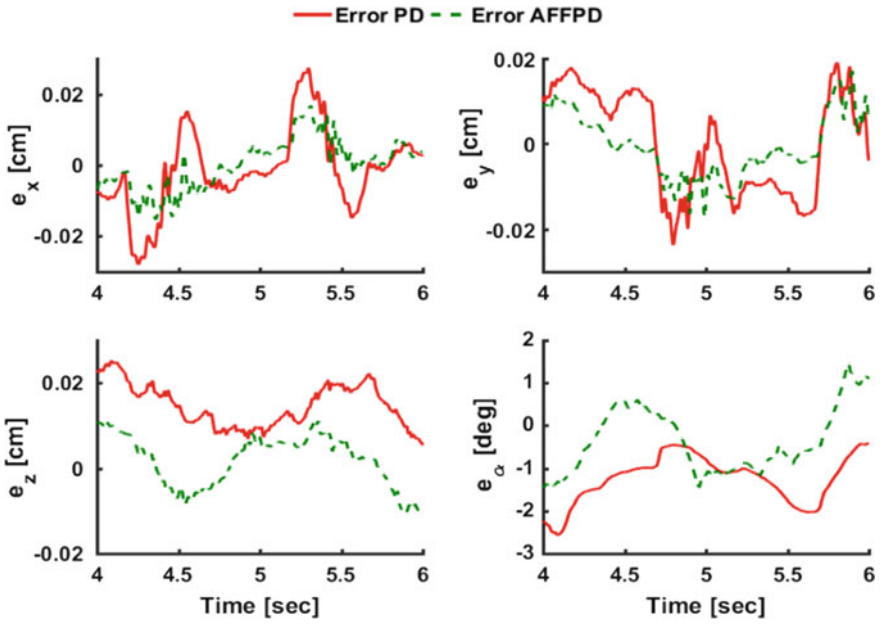 Error PD Error AFFPD
0.02 0.02
0 0
-0.02 -0.02
e_x [cm] e_y [cm]
4 4.5 5 5.5 6 4 4.5 5 5.5 6
0.02 2
1
0 0
-1
-2
-0.02 -3
e_z [cm] e_α [deg]
4 4.5 5 5.5 6 4 4.5 5 5.5 6
Time [sec] Time [sec]